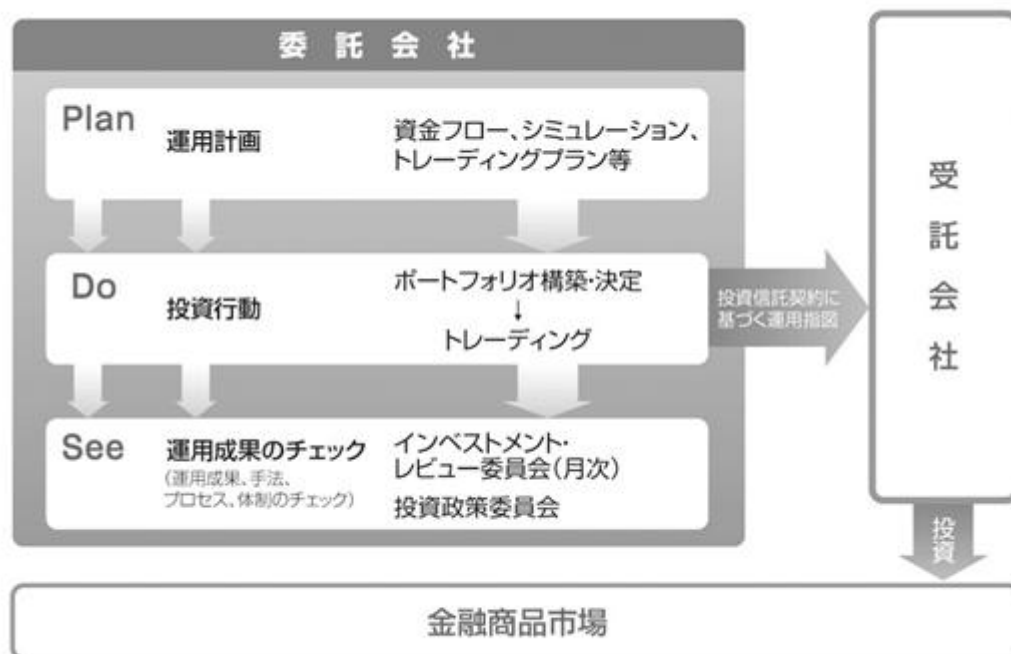 委託会社
Plan
運用計画
資金フロー、シミュレーション、
トレーディングプラン等
Do
投資行動
ポートフォリオ構築・決定
↓
トレーディング
投資信託契約に
基づく運用指図
See
運用成果のチェック
(運用成果、手法、
プロセス、体制のチェック)
インベストメント・
レビュー委員会(月次)
投資政策委員会
受託会社
投資
金融商品市場